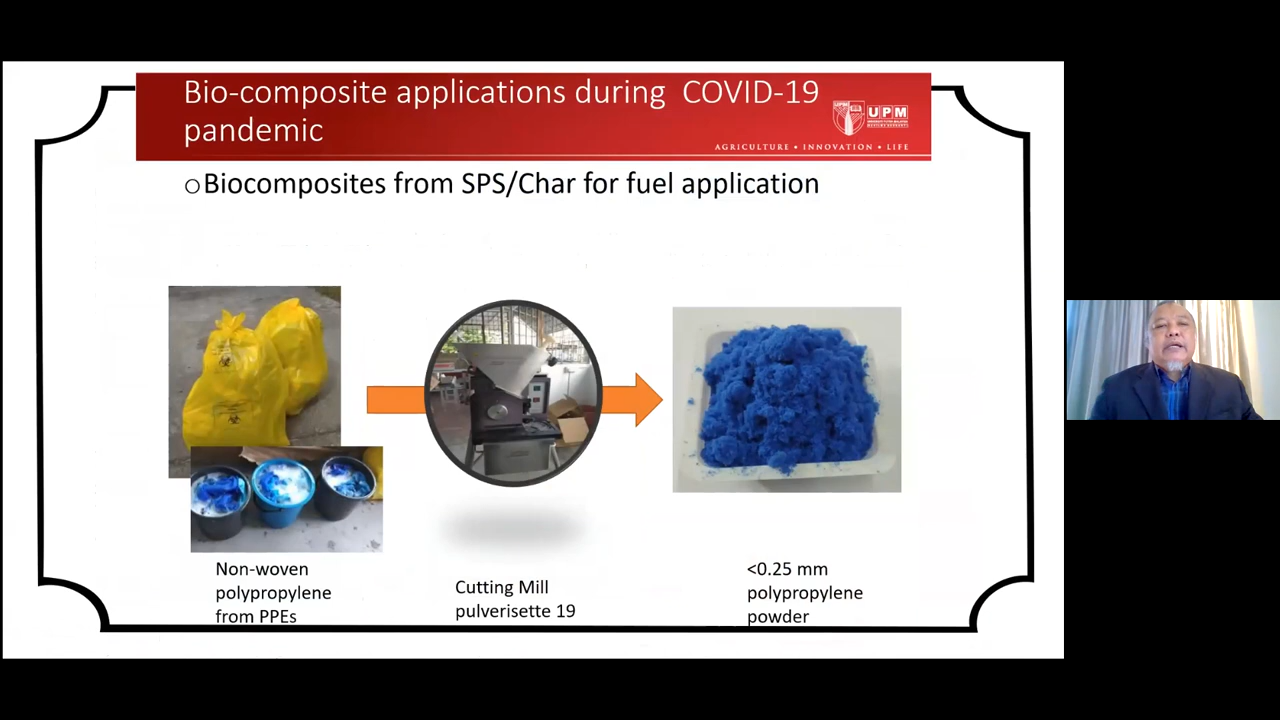 Bio-composite applications during COVID-19
pandemic
UPM
AGRICULTURE • INNOVATION • LIFE
○Biocomposites from SPS/Char for fuel application
Non-woven
polypropylene
from PPEs
Cutting Mill
pulverisette 19
<0.25 mm
polypropylene
powder